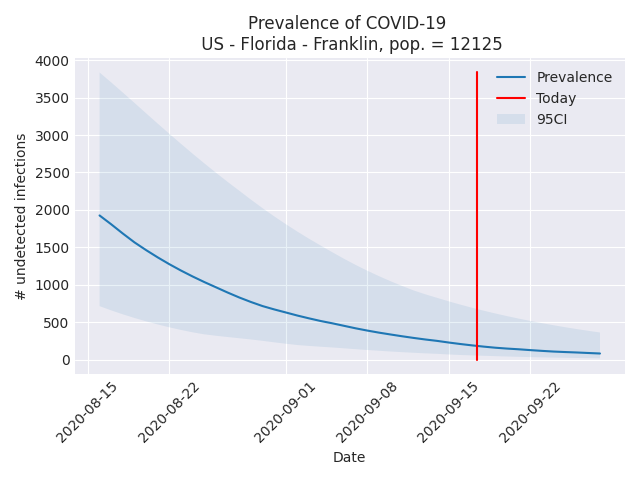 Prevalence of COVID-19
US - Florida - Franklin, pop. = 12125
4000
3500
3000
2500
2000
1500
1000
500
0
# undetected infections
Prevalence
Today
95CI
2020-08-15
2020-08-22
2020-09-01
2020-09-08
2020-09-15
2020-09-22
Date